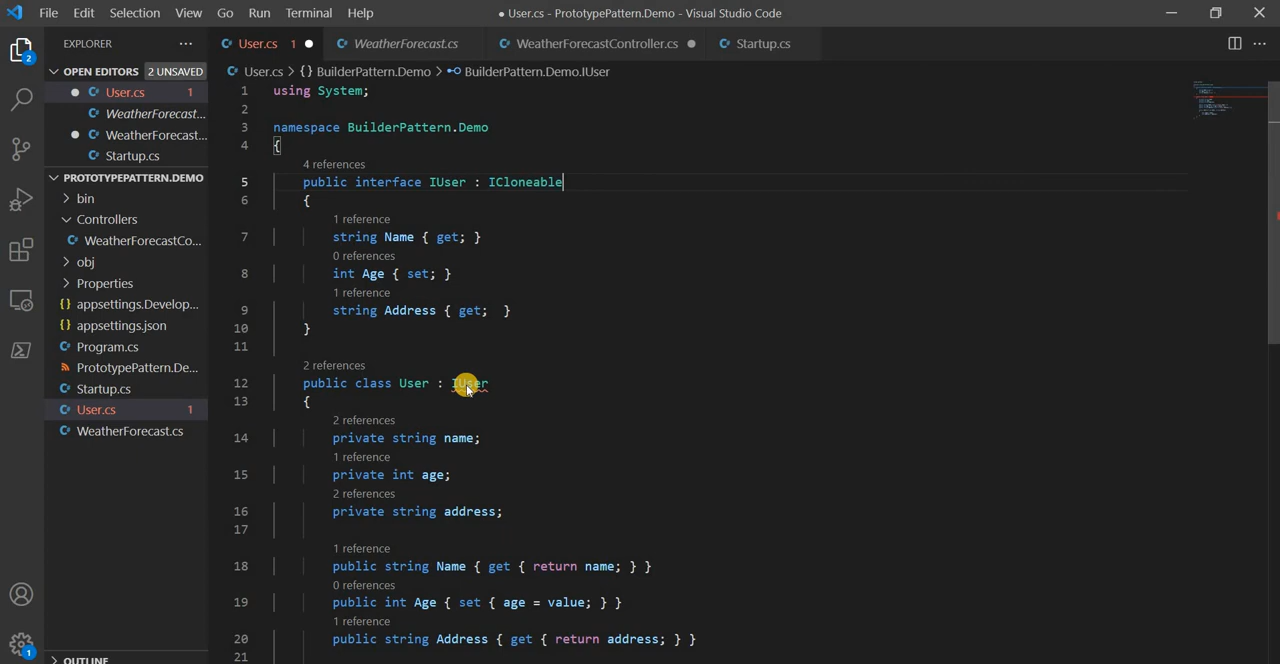 File Edit Selection View Go Run Terminal Help
● User.cs - PrototypePattern.Demo - Visual Studio Code
EXPLORER ...
User.cs 1 WeatherForecast.cs WeatherForecastController.cs Startup.cs
OPEN EDITORS 2 UNSAVED
User.cs 1
WeatherForecast...
WeatherForecast...
Startup.cs
PROTOTYPEPATTERN.DEMO
bin
Controllers
WeatherForecastCo...
obj
Properties
appsettings.Develop...
appsettings.json
Program.cs
PrototypePattern.De...
Startup.cs
User.cs 1
WeatherForecast.cs
OUTLINE
2
1
User.cs > {} BuilderPattern.Demo > BuilderPattern.Demo.IUser
1 using System;
2
3 namespace BuilderPattern.Demo
4 {
4 references
5 public interface IUser : ICloneable
6 {
1 reference
7 string Name { get; }
0 references
8 int Age { set; }
1 reference
9 string Address { get; }
10 }
11
2 references
12 public class User : IUser
13 {
2 references
14 private string name;
1 reference
15 private int age;
2 references
16 private string address;
17
1 reference
18 public string Name { get { return name; } }
0 references
19 public int Age { set { age = value; } }
1 reference
20 public string Address { get { return address; } }
21